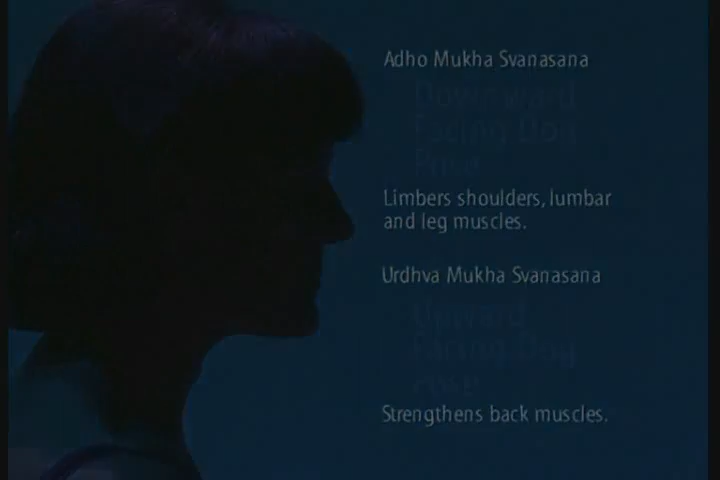 Adho Mukha Svanasana
Downward
Facing Dog
Pose
Limbers shoulders, lumbar
and leg muscles.
Urdhva Mukha Svanasana
Upward
Facing Dog
Pose
Strengthens back muscles.